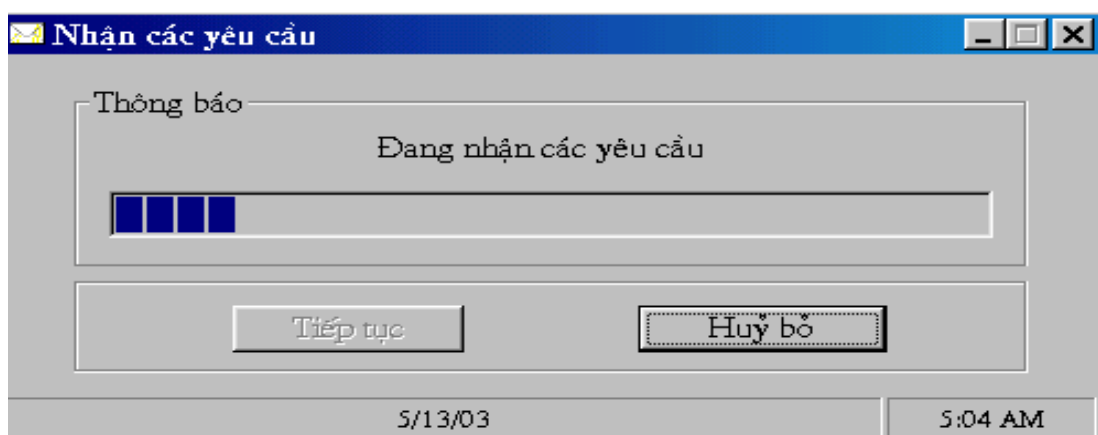 Nhận các yêu cầu
Thông báo
Đang nhận các yêu cầu
Tiếp tục
Huỷ bỏ
5/13/03
5:04 AM